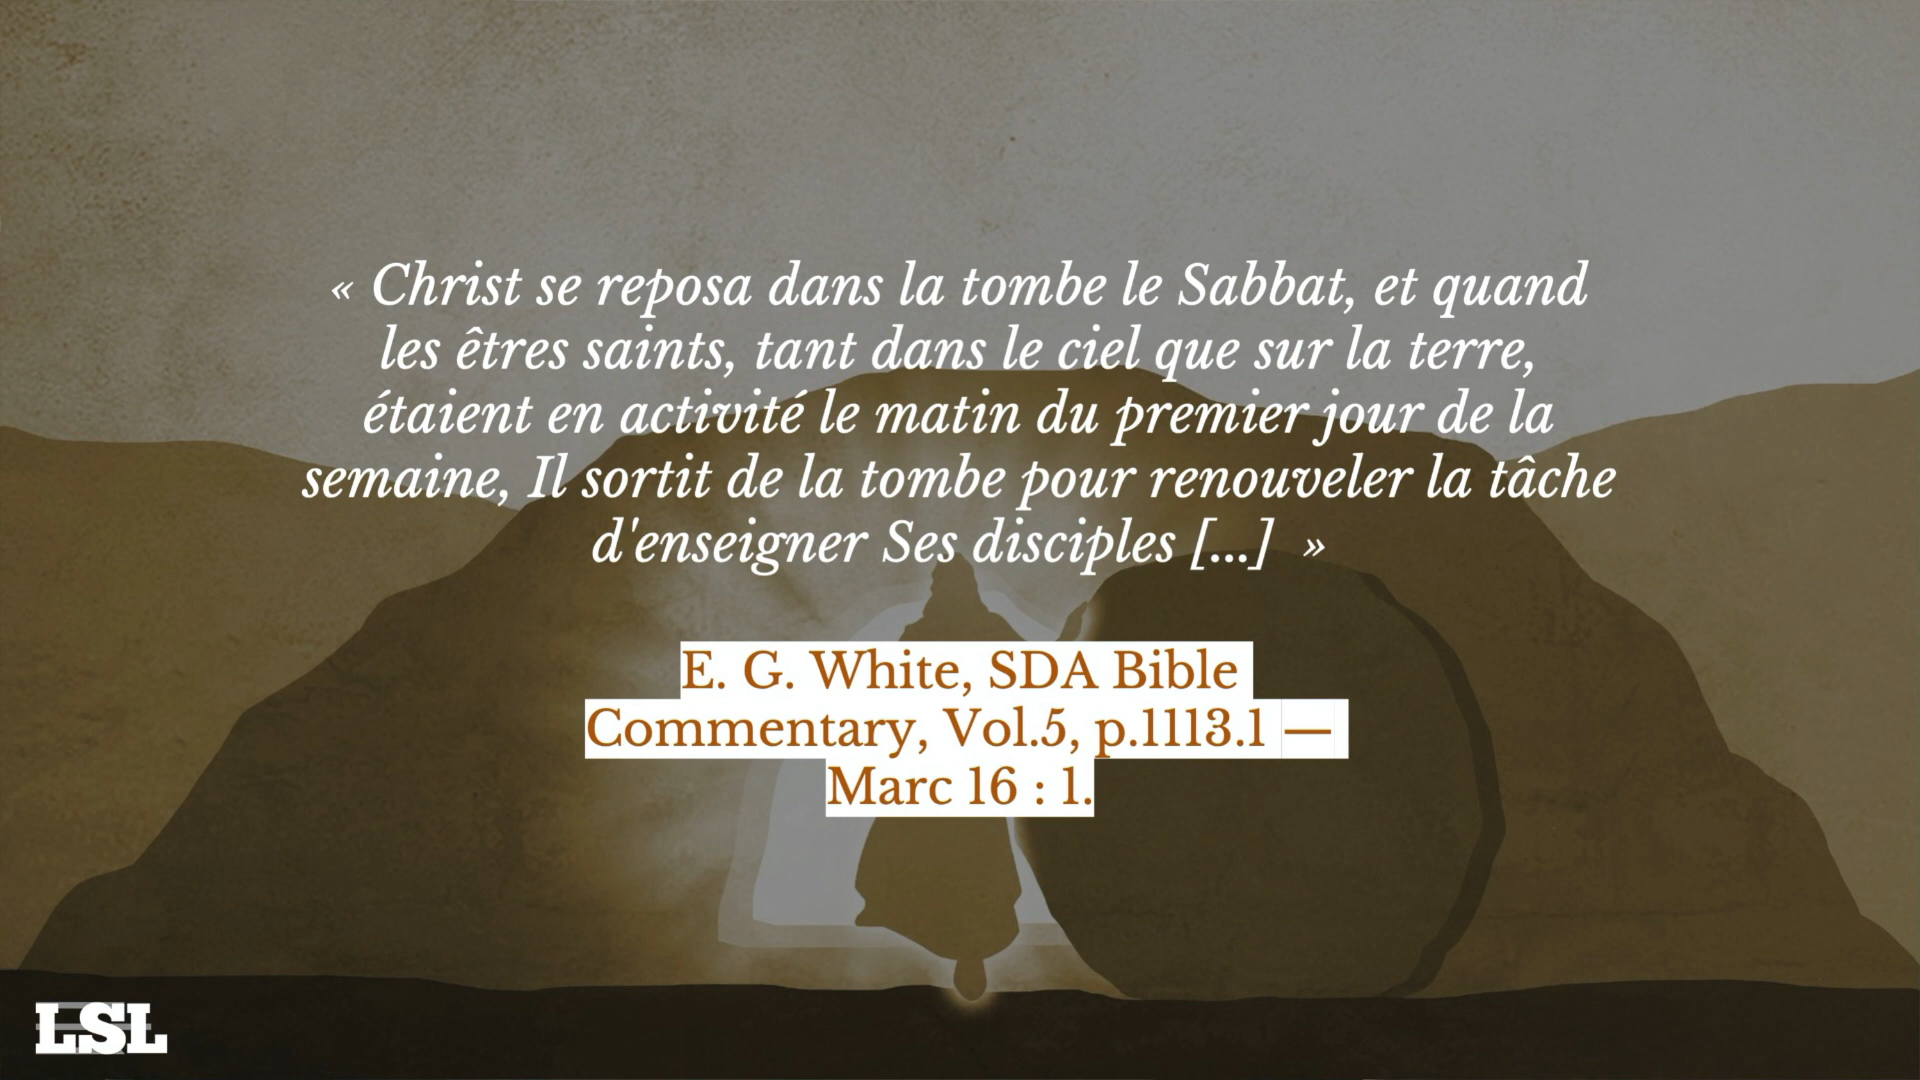 « Christ se reposa dans la tombe le Sabbat, et quand
les êtres saints, tant dans le ciel que sur la terre,
étaient en activité le matin du premier jour de la
semaine, Il sortit de la tombe pour renouveler la tâche
d'enseigner Ses disciples [...]  »
E. G. White, SDA Bible
Commentary, Vol.5, p.1113.1 —
Marc 16 : 1.
LSL